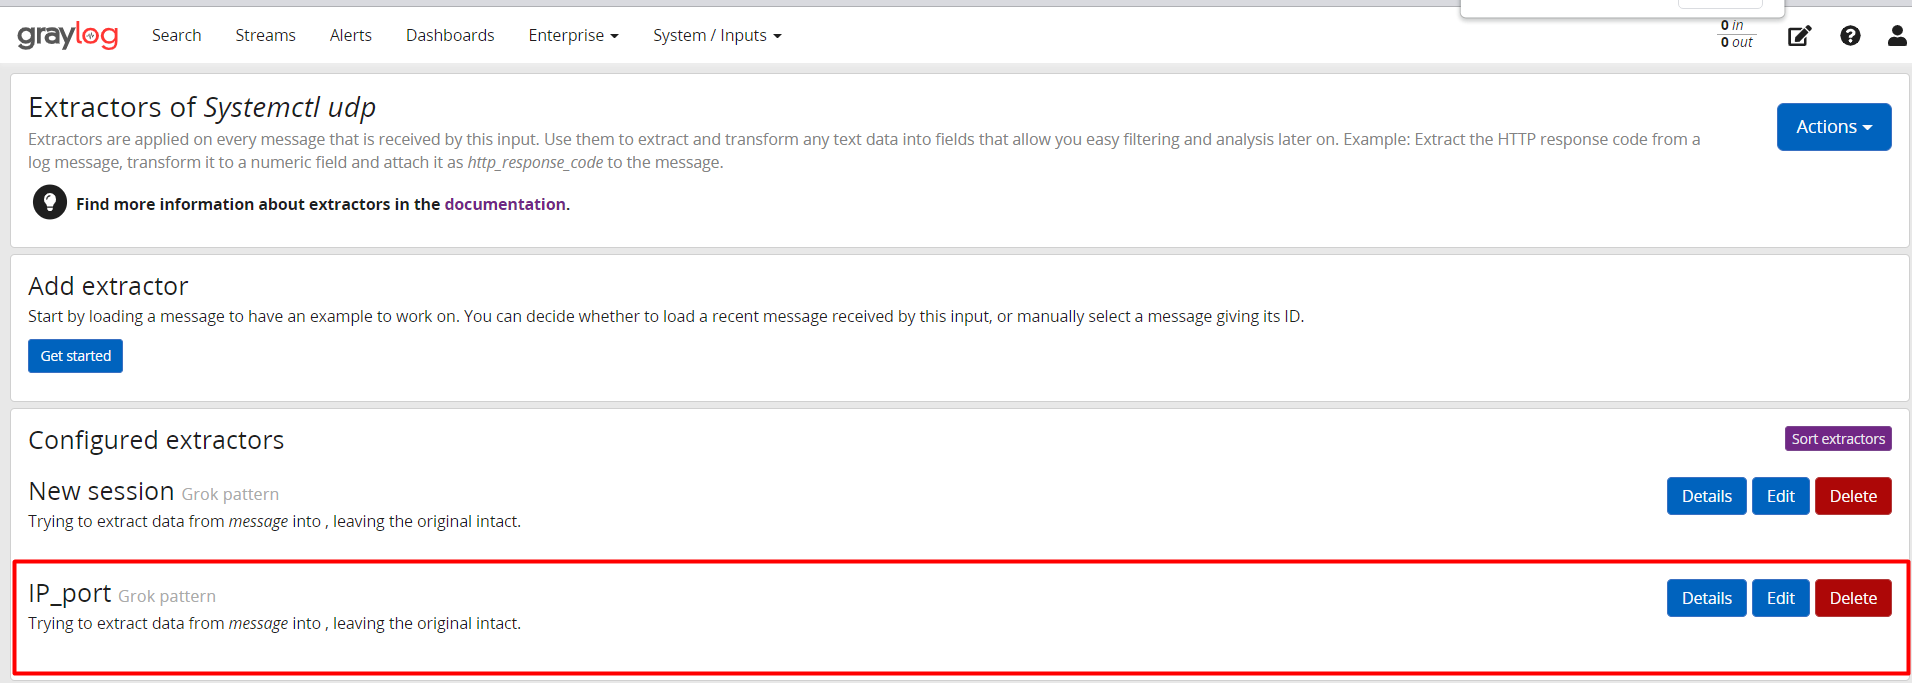 graylog Search Streams Alerts Dashboards Enterprise System / Inputs 0 in
0 out
Extractors of Systemctl udp
Extractors are applied on every message that is received by this input. Use them to extract and transform any text data into fields that allow you easy filtering and analysis later on. Example: Extract the HTTP response code from a
log message, transform it to a numeric field and attach it as http_response_code to the message.
Actions
Find more information about extractors in the documentation.
Add extractor
Start by loading a message to have an example to work on. You can decide whether to load a recent message received by this input, or manually select a message giving its ID.
Get started
Configured extractors
Sort extractors
New session Grok pattern
Trying to extract data from message into , leaving the original intact.
Details Edit Delete
IP_port Grok pattern
Trying to extract data from message into , leaving the original intact.
Details Edit Delete